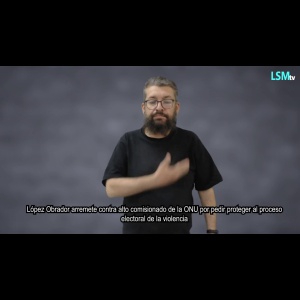 LSMtv
López Obrador arremete contra alto comisionado de la ONU por pedir proteger al proceso
electoral de la violencia